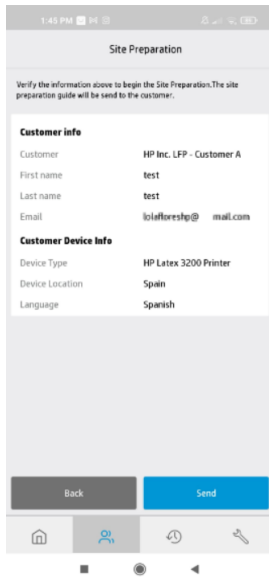 1:45 PM
Site Preparation
Verify the information above to begin the Site Preparation.The site
preparation guide will be send to the customer.
Customer info
Customer HP Inc. LFP - Customer A
First name test
Last name test
Email lolafloreshp@ mail.com
Customer Device Info
Device Type HP Latex 3200 Printer
Device Location Spain
Language Spanish
Back Send